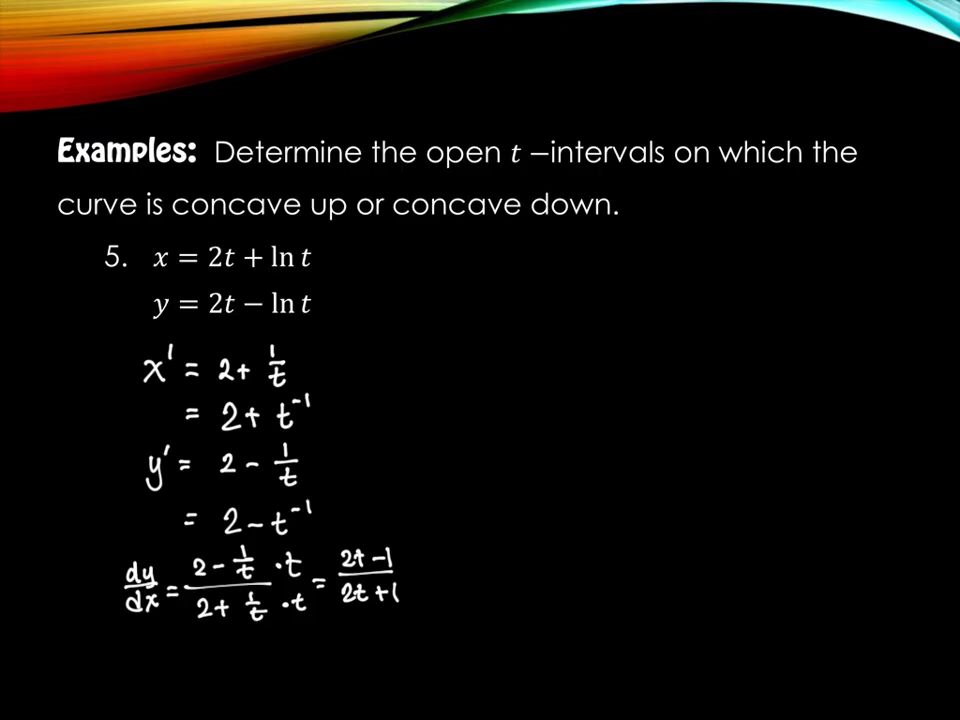 Examples: Determine the open t −intervals on which the
curve is concave up or concave down.
5. x = 2t + ln t
y = 2t − ln t
x' = 2 + 1/t
= 2 + t⁻¹
y' = 2 - 1/t
= 2 - t⁻¹
dy/dx = (2 - 1/t · t)/(2 + 1/t · t) = (2t - 1)/(2t + 1)